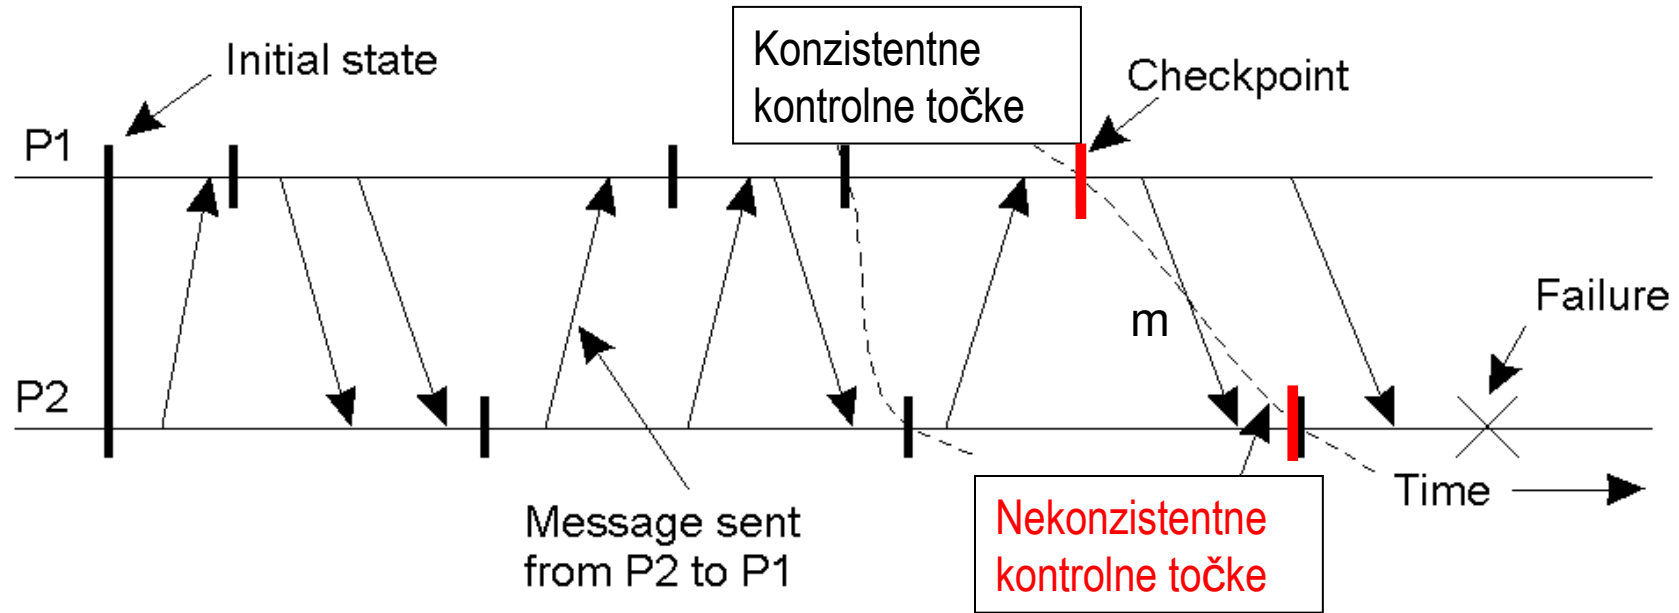 Initial state
Konzistentne
kontrolne točke
Checkpoint
P1
m
Failure
P2
Time
Message sent
from P2 to P1
Nekonzistentne
kontrolne točke